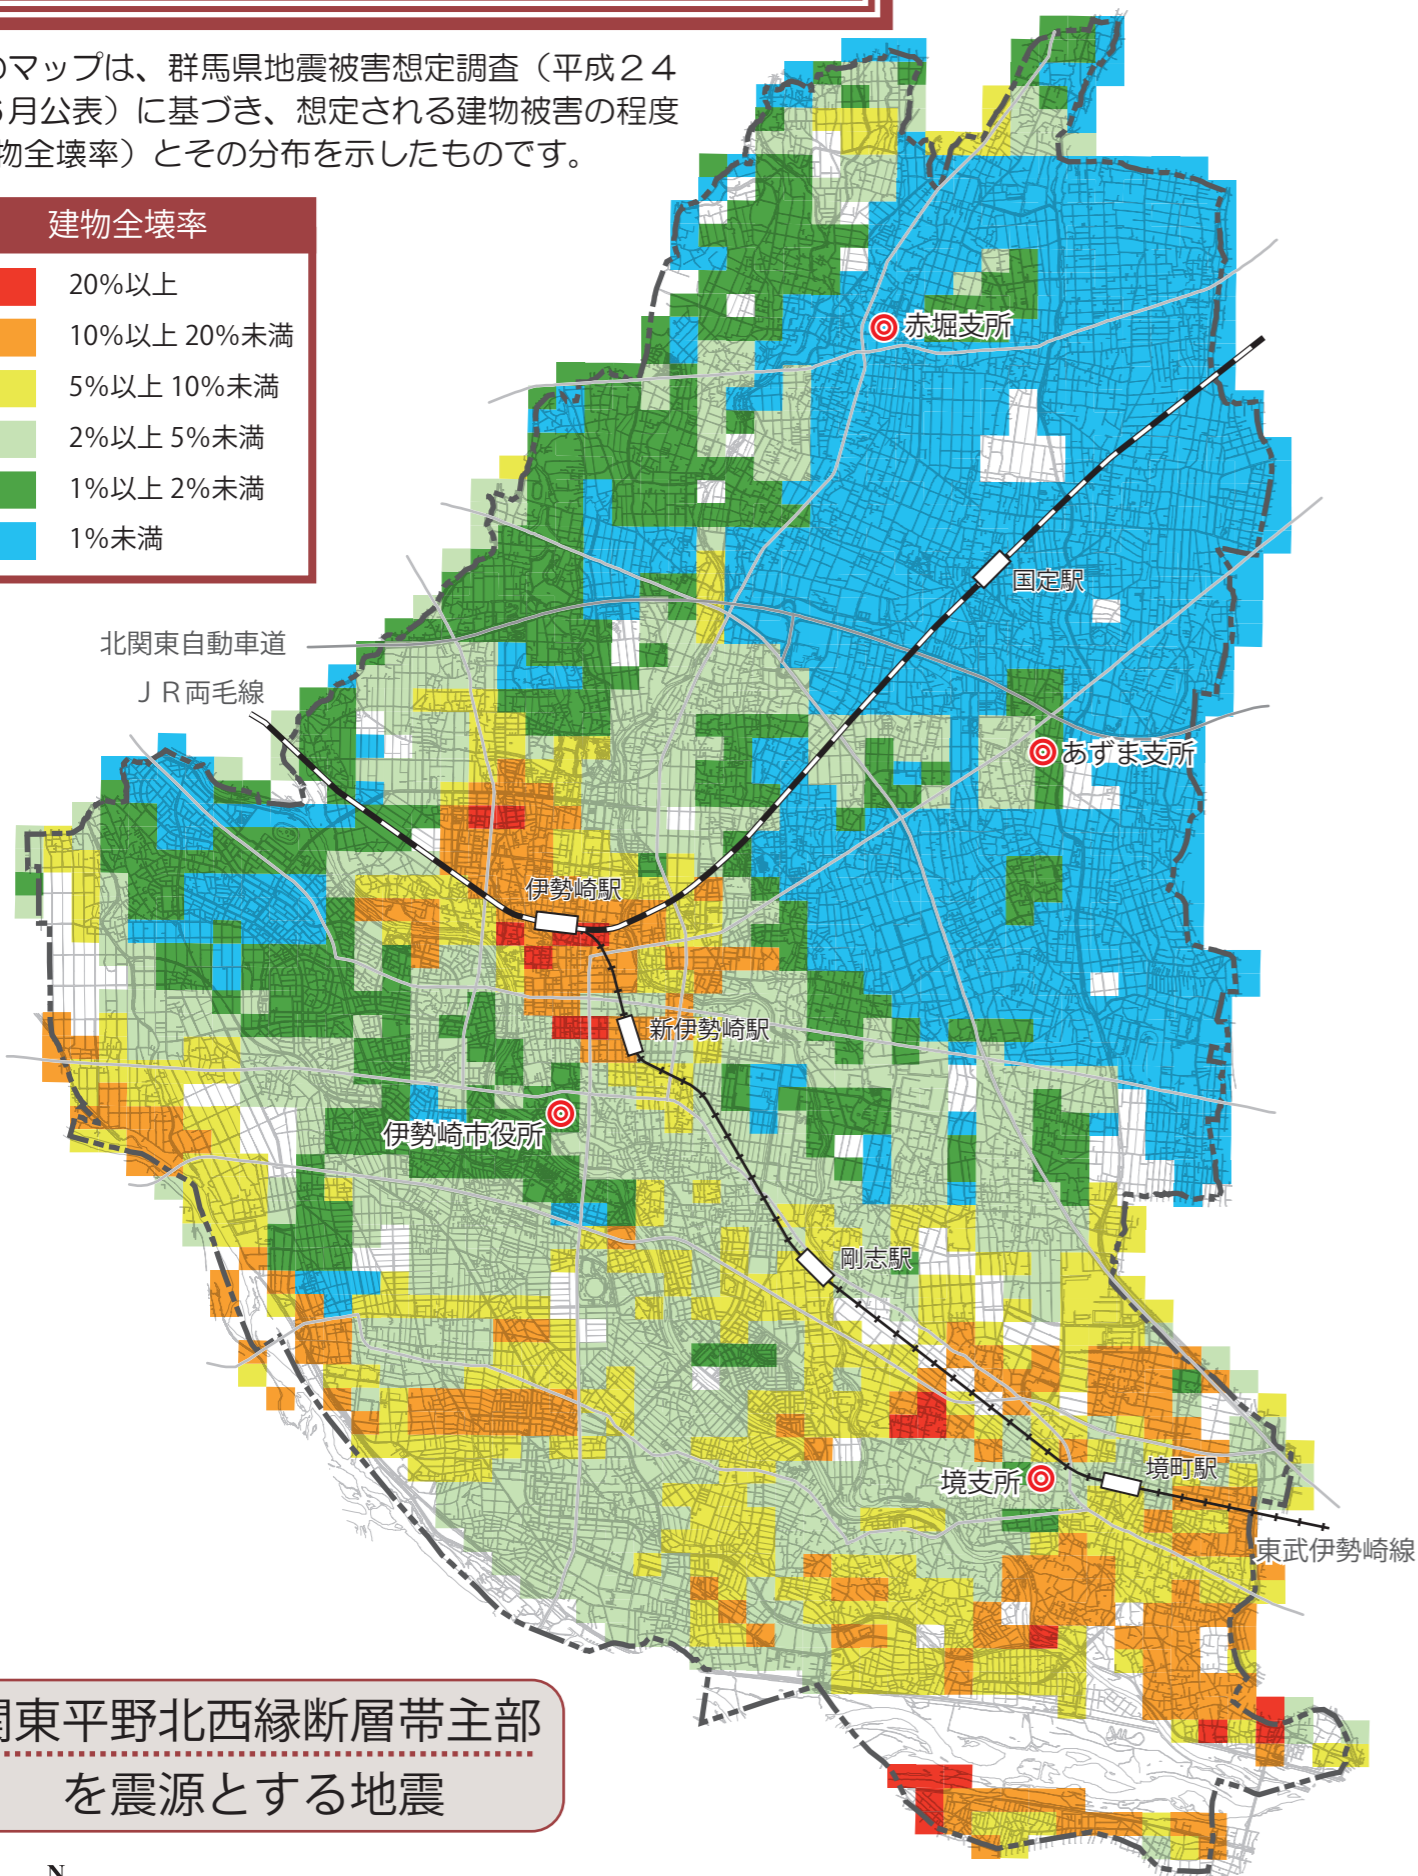 のマップは、群馬県地震被害想定調査（平成２４
月公表）に基づき、想定される建物被害の程度
物全壊率）とその分布を示したものです。
建物全壊率
20%以上
10%以上 20%未満
5%以上 10%未満
2%以上 5%未満
1%以上 2%未満
1%未満
赤堀支所
国定駅
北関東自動車道
ＪＲ両毛線
あずま支所
伊勢崎駅
新伊勢崎駅
伊勢崎市役所
剛志駅
境支所
境町駅
東武伊勢崎線
関東平野北西縁断層帯主部
を震源とする地震
N